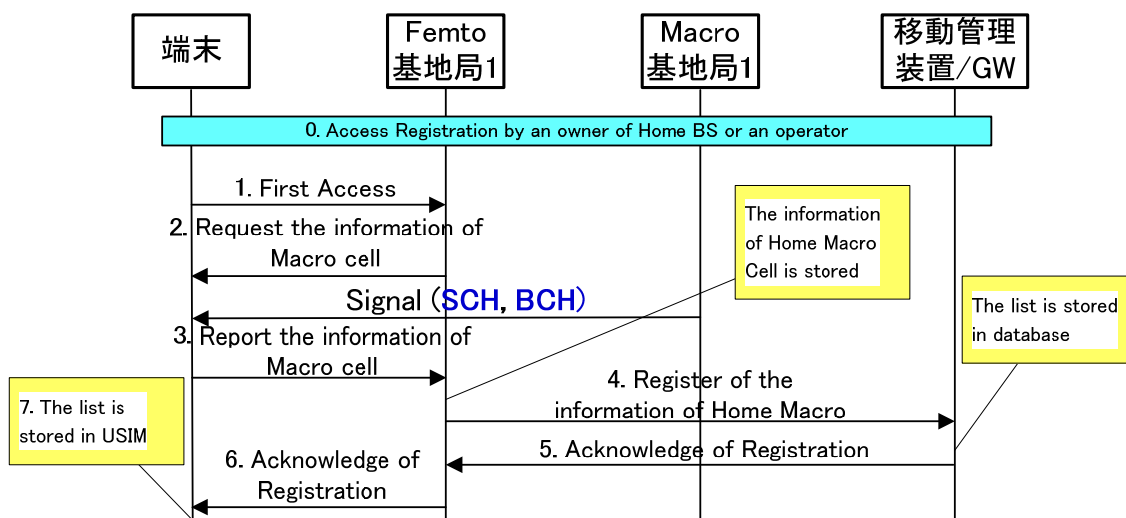 端末
Femto
基地局1
Macro
基地局1
移動管理
装置/GW
0. Access Registration by an owner of Home BS or an operator
1. First Access
2. Request the information of
Macro cell
The information
of Home Macro
Cell is stored
Signal (SCH, BCH)
The list is stored
in database
3. Report the information of
Macro cell
4. Register of the
information of Home Macro
7. The list is
stored in USIM
5. Acknowledge of Registration
6. Acknowledge of
Registration